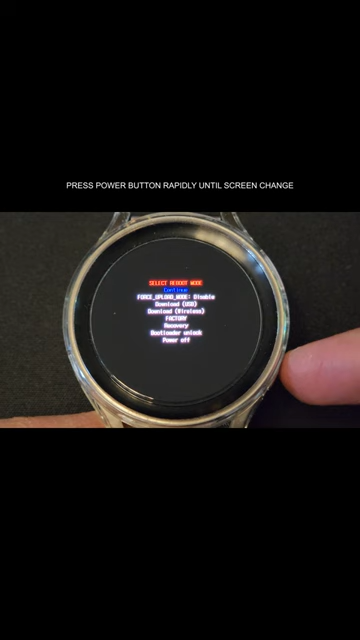 PRESS POWER BUTTON RAPIDLY UNTIL SCREEN CHANGE
SELECT REBOOT MODE
Continue
FORCE_UPLOAD_MODE: Disable
Download (USB)
Download (Wireless)
FACTORY
Recovery
Bootloader unlock
Power off